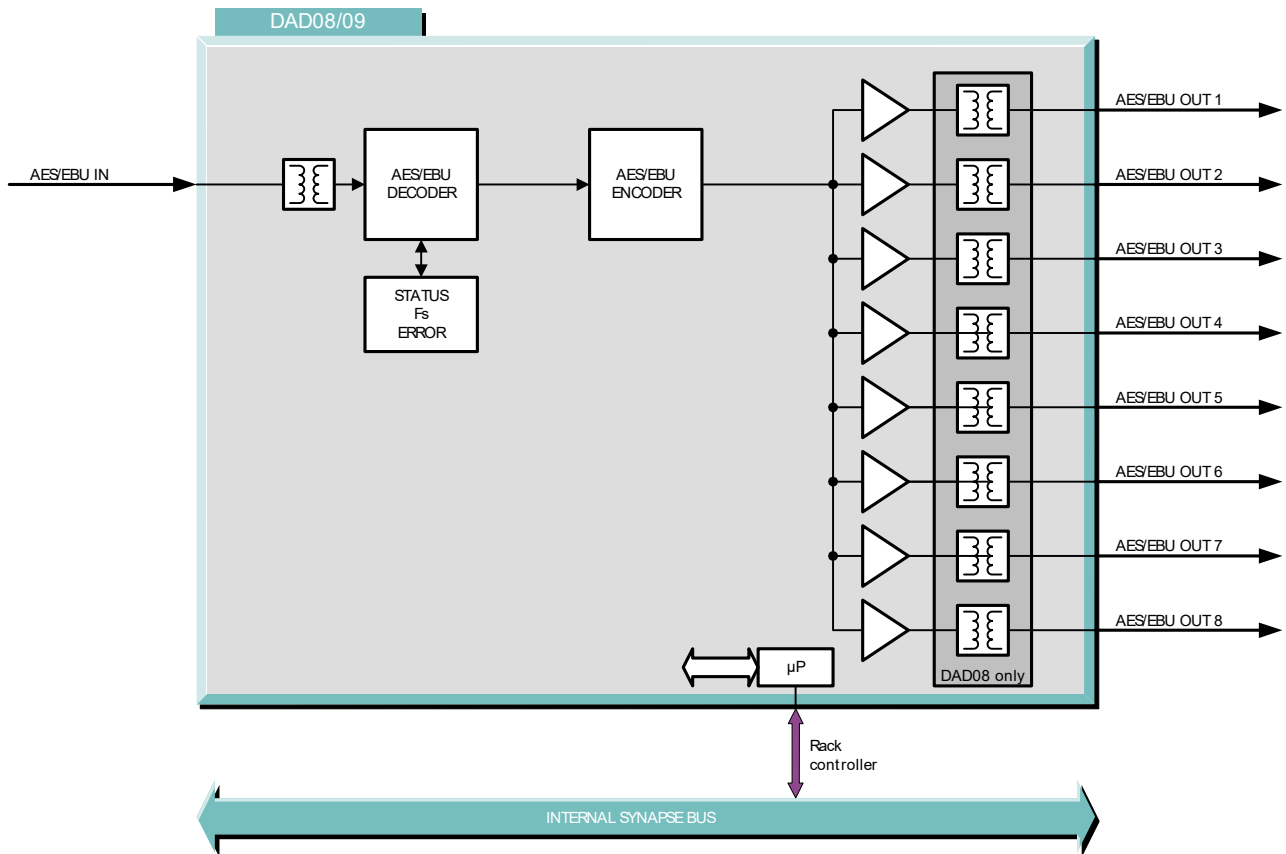 DAD08/09
AES/EBU IN
AES/EBU
DECODER
AES/EBU
ENCODER
STATUS
Fs
ERROR
AES/EBU OUT 1
AES/EBU OUT 2
AES/EBU OUT 3
AES/EBU OUT 4
AES/EBU OUT 5
AES/EBU OUT 6
AES/EBU OUT 7
AES/EBU OUT 8
µP
DAD08 only
Rack
controller
INTERNAL SYNAPSE BUS